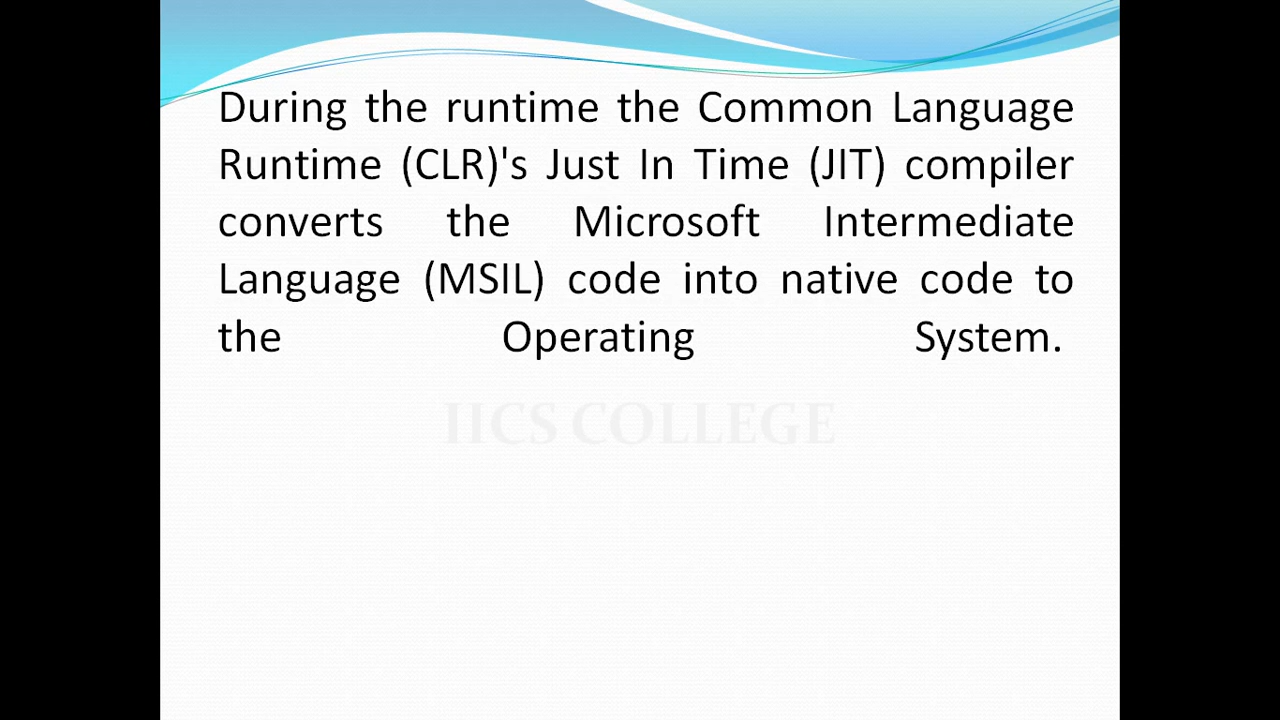 During the runtime the Common Language
Runtime (CLR)'s Just In Time (JIT) compiler
converts the Microsoft Intermediate
Language (MSIL) code into native code to
the Operating System.
IICS COLLEGE